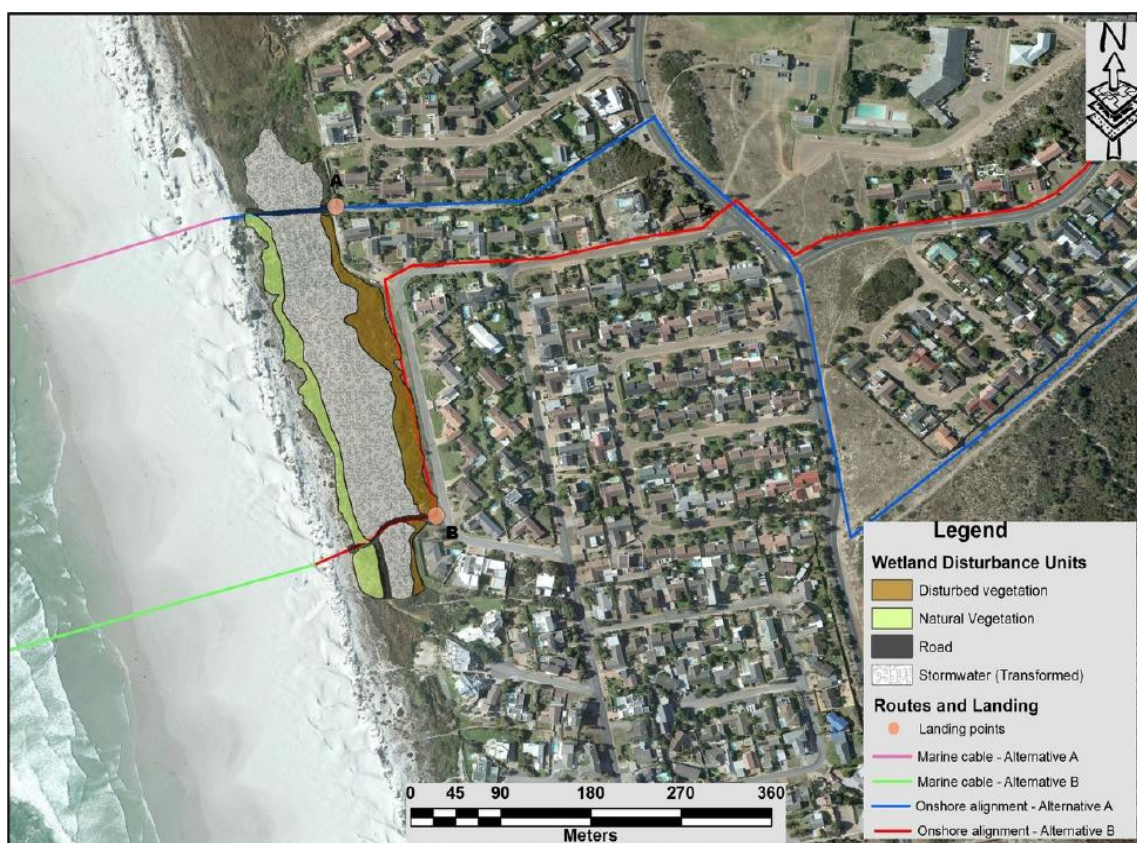 N
A
B
Legend
Wetland Disturbance Units
Disturbed vegetation
Natural Vegetation
Road
Stormwater (Transformed)
Routes and Landing
Landing points
Marine cable - Alternative A
Marine cable - Alternative B
Onshore alignment - Alternative A
Onshore alignment - Alternative B
0 45 90 180 270 360
Meters